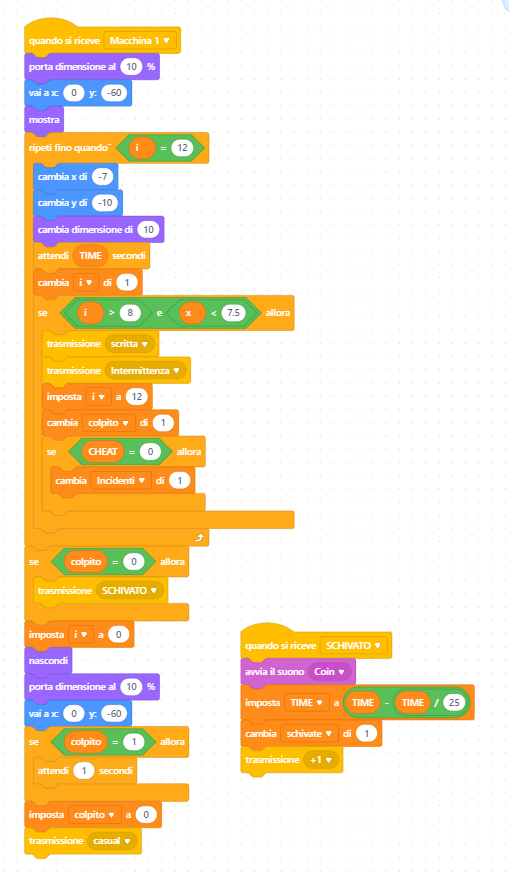 quando si riceve Macchina 1
porta dimensione al 10 %
vai a x: 0 y: -60
mostra
ripeti fino quando~ i = 12
cambia x di -7
cambia y di -10
cambia dimensione di 10
attendi TIME secondi
cambia i di 1
se i > 8 e x < 7.5 allora
trasmissione scritta
trasmissione Intermittenza
imposta i a 12
cambia colpito di 1
se CHEAT = 0 allora
cambia Incidenti di 1
se colpito = 0 allora
trasmissione SCHIVATO
imposta i a 0
nascondi
porta dimensione al 10 %
vai a x: 0 y: -60
se colpito = 1 allora
attendi 1 secondi
imposta colpito a 0
trasmissione casual
quando si riceve SCHIVATO
avvia il suono Coin
imposta TIME a TIME - TIME / 25
cambia schivate di 1
trasmissione +1